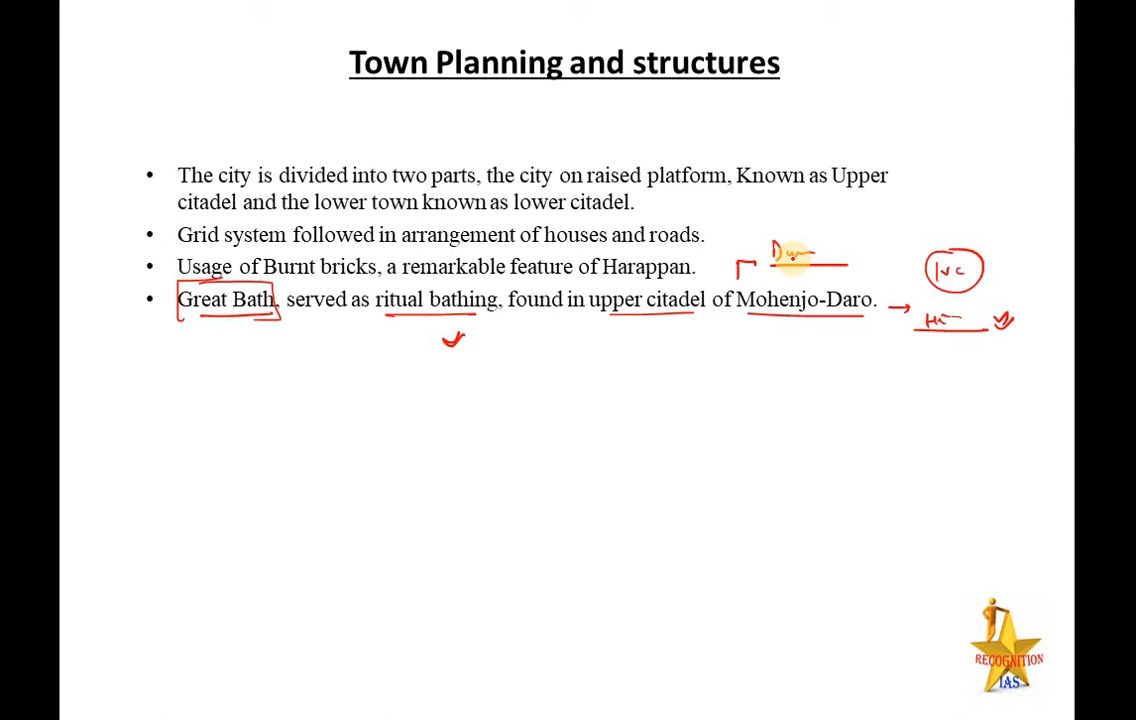 Town Planning and structures
• The city is divided into two parts, the city on raised platform, Known as Upper
citadel and the lower town known as lower citadel.
• Grid system followed in arrangement of houses and roads.
• Usage of Burnt bricks, a remarkable feature of Harappan.
• Great Bath, served as ritual bathing, found in upper citadel of Mohenjo-Daro.
IVC
RECOGNITION
IAS